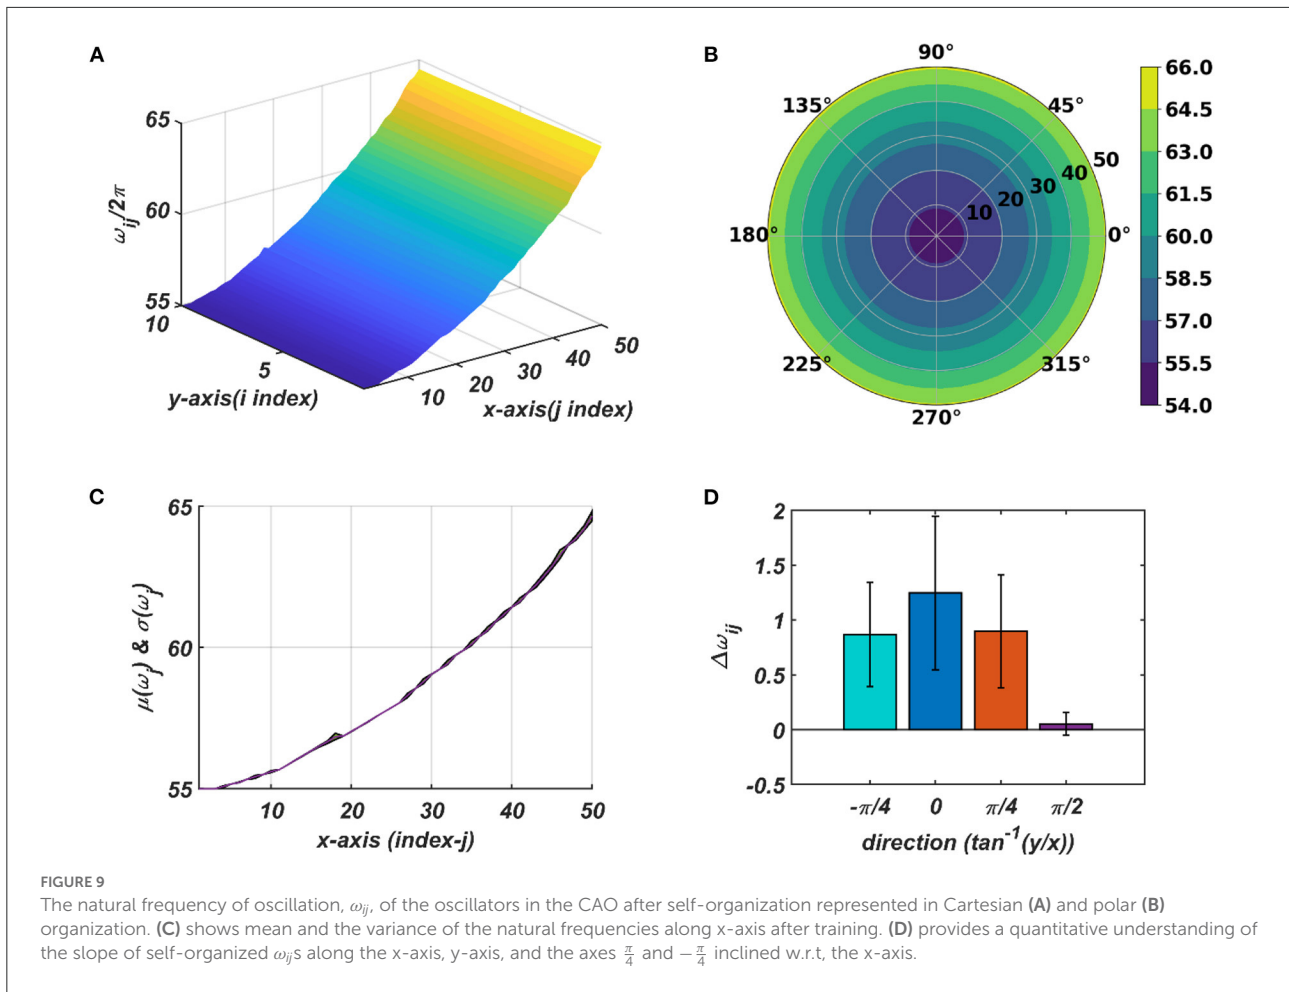 A
65
60
55
ω_ij/2π
10
5
y-axis(i index)
10
20
30
40
50
x-axis(j index)
B
90°
135°
45°
180°
0°
225°
315°
270°
10
20
30
40
50
66.0
64.5
63.0
61.5
60.0
58.5
57.0
55.5
54.0
C
65
60
55
μ(ω_j) & σ(ω_j)
10
20
30
40
50
x-axis (index-j)
D
2
1.5
1
0.5
0
-0.5
Δω_ij
-π/4
0
π/4
π/2
direction (tan⁻¹(y/x))
FIGURE 9
The natural frequency of oscillation, ω_ij, of the oscillators in the CAO after self-organization represented in Cartesian (A) and polar (B)
organization. (C) shows mean and the variance of the natural frequencies along x-axis after training. (D) provides a quantitative understanding of
the slope of self-organized ω_ijs along the x-axis, y-axis, and the axes π/4 and −π/4 inclined w.r.t, the x-axis.